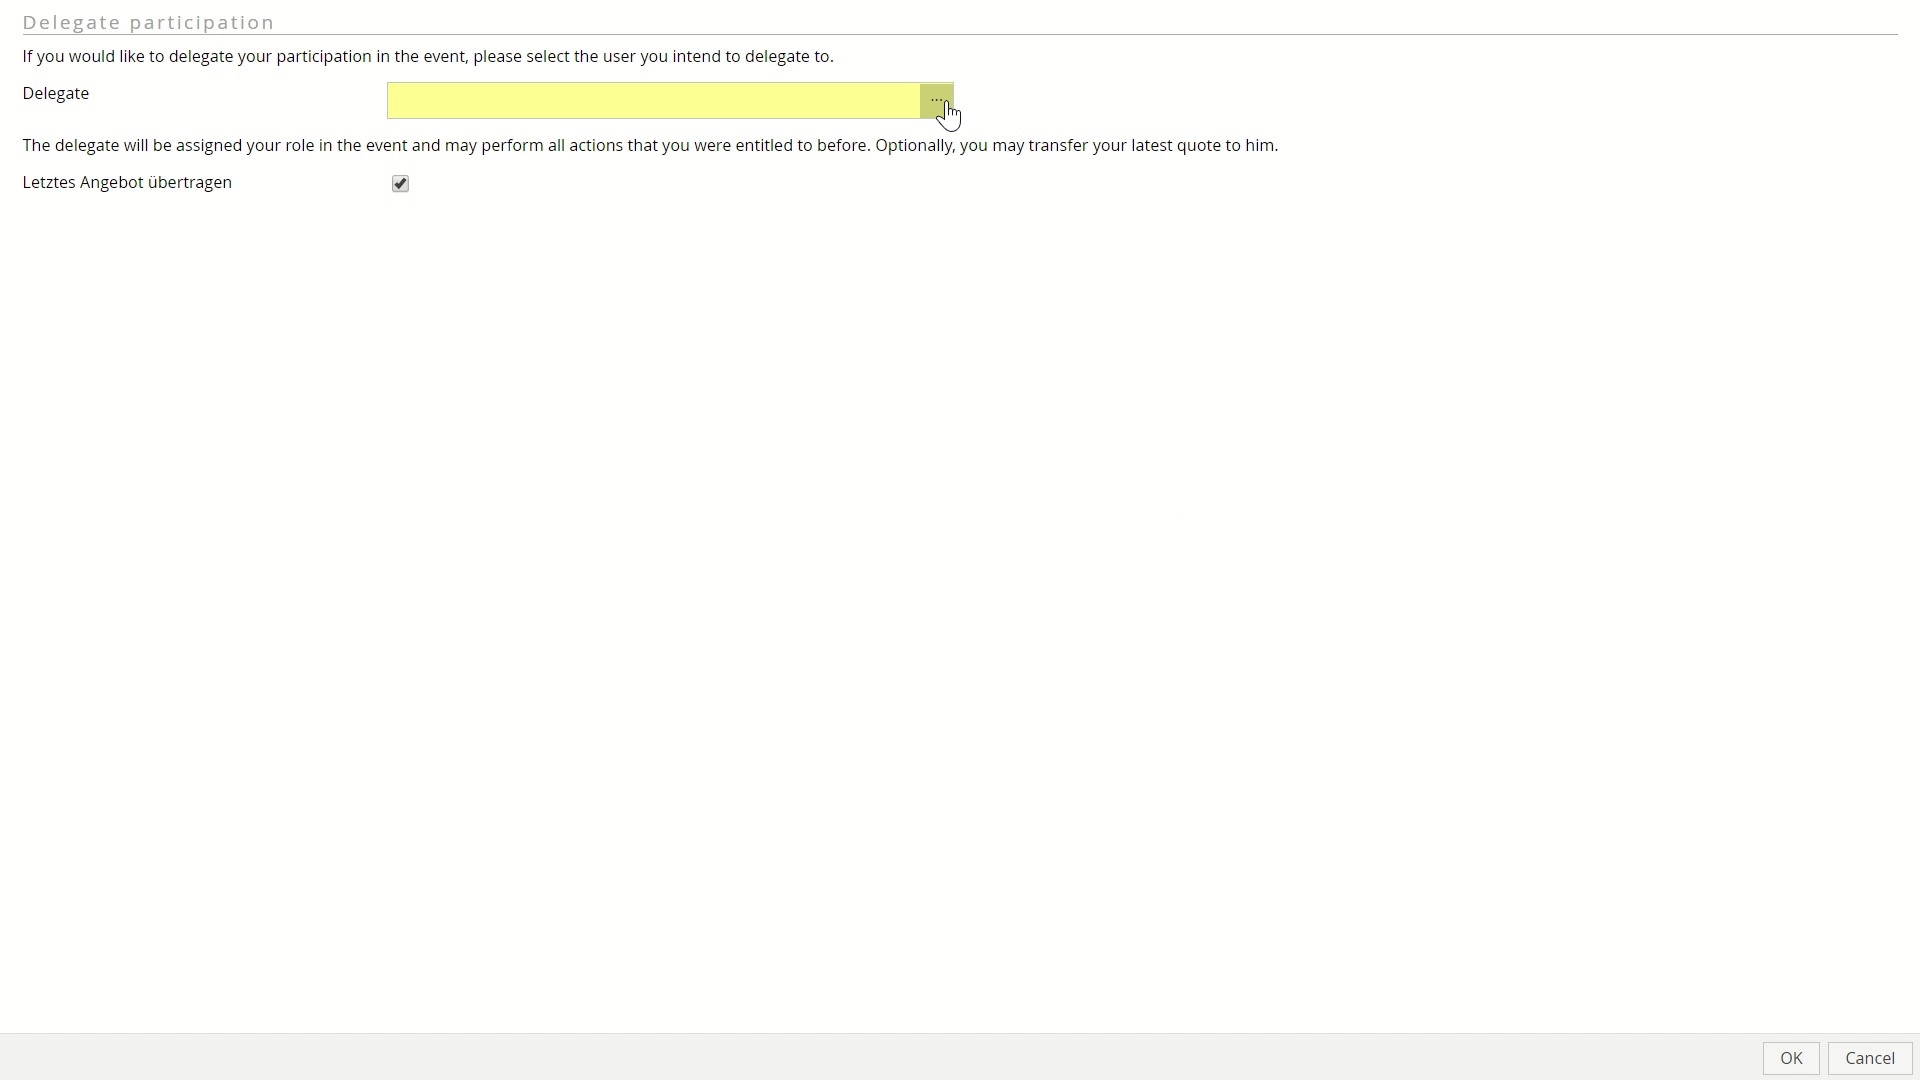 Delegate participation
If you would like to delegate your participation in the event, please select the user you intend to delegate to.
Delegate
...
The delegate will be assigned your role in the event and may perform all actions that you were entitled to before. Optionally, you may transfer your latest quote to him.
Letztes Angebot übertragen
OK
Cancel